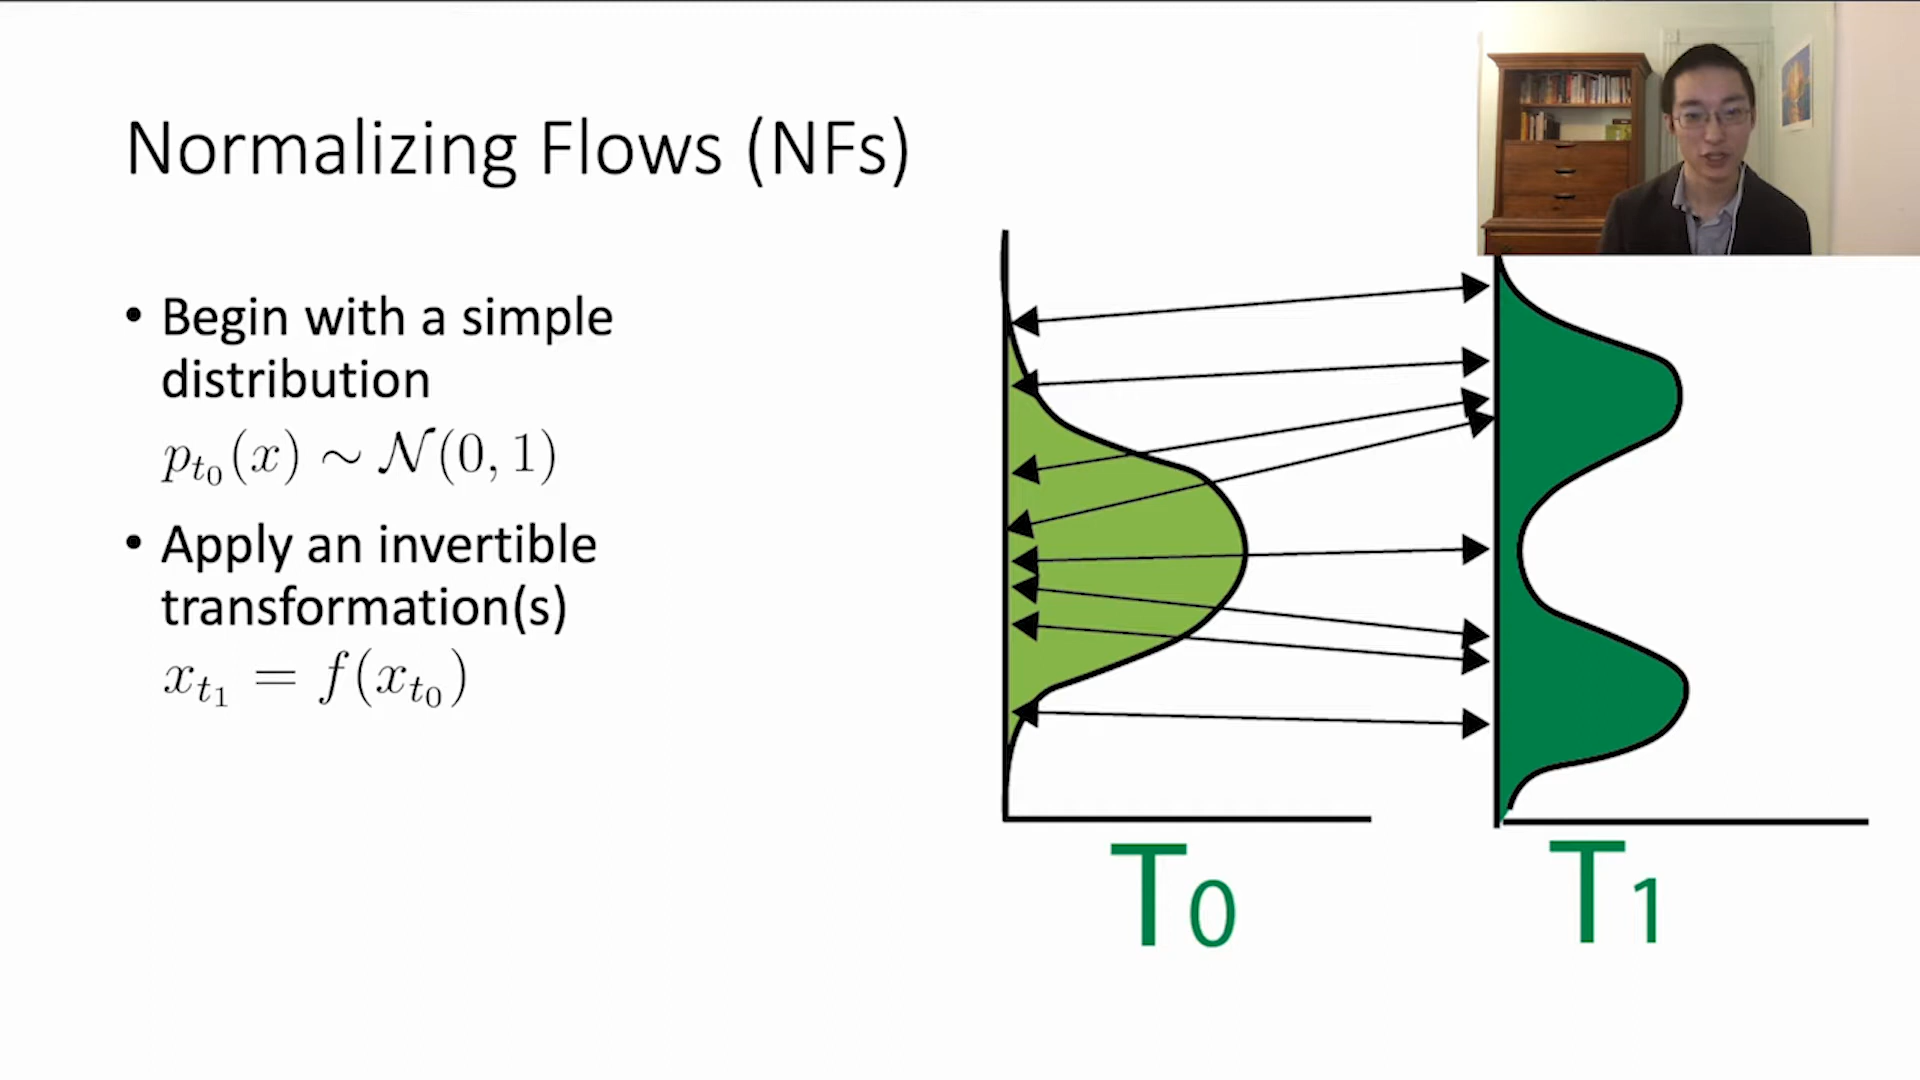 Normalizing Flows (NFs)
• Begin with a simple
distribution
p_{t_0}(x) ∼ 𝒩(0, 1)
• Apply an invertible
transformation(s)
x_{t_1} = f(x_{t_0})
T0
T1